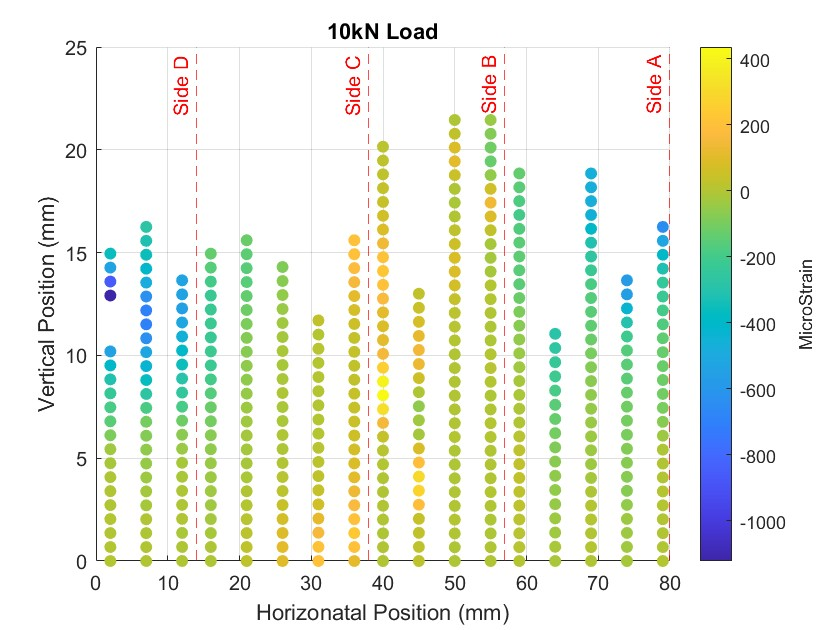 10kN Load
25
20
15
10
5
0
Vertical Position (mm)
Side D
Side C
Side B
Side A
0 10 20 30 40 50 60 70 80
Horizonatal Position (mm)
400
200
0
-200
-400
-600
-800
-1000
MicroStrain